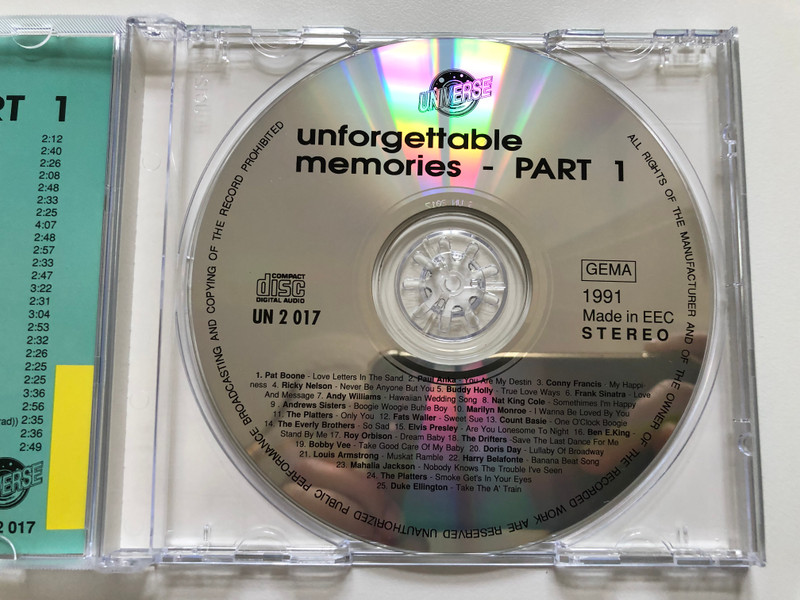 RT 1
2:12
2:40
2:26
2:08
2:48
2:33
2:25
4:07
2:48
2:57
2:33
2:47
3:22
2:31
3:04
2:53
2:32
2:26
2:25
2:25
3:36
2:56
rad)) 2:35
2:36
2:49
VERSE
2 017
UNIVERSE
unforgettable
memories - PART 1
COMPACT
disc
DIGITAL AUDIO
UN 2 017
GEMA
1991
Made in EEC
STEREO
1. Pat Boone - Love Letters In The Sand 2. Paul Anka - You Are My Destin 3. Conny Francis - My Happi
ness 4. Ricky Nelson - Never Be Anyone But You 5. Buddy Holly - True Love Ways 6. Frank Sinatra - Love
And Message 7. Andy Williams - Hawaiian Wedding Song 8. Nat King Cole - Somethimes I'm Happy
9 . Andrews Sisters - Boogie Woogie Buhle Boy 10. Marilyn Monroe - I Wanna Be Loved By You
11. The Platters - Only You 12. Fats Waller - Sweet Sue 13. Count Basie - One O'Clock Boogie
14. The Everly Brothers - So Sad 15. Elvis Presley - Are You Lonesome To Night 16. Ben E.King -
Stand By Me 17. Roy Orbison - Dream Baby 18. The Drifters -Save The Last Dance For Me
19. Bobby Vee - Take Good Care Of My Baby 20. Doris Day - Lullaby Of Broadway
21. Louis Armstrong - Muskat Ramble 22. Harry Belafonte - Banana Beat Song
23. Mahalia Jackson - Nobody Knows The Trouble I've Seen
24. The Platters - Smoke Get's In Your Eyes
25. Duke Ellington - Take The A' Train
ALL RIGHTS OF THE MANUFACTURER AND OF THE OWNER OF THE RECORDED WORK ARE RESERVED UNAUTHORIZED PUBLIC PERFORMANCE BROADCASTING AND COPYING OF THE RECORD PROHIBITED